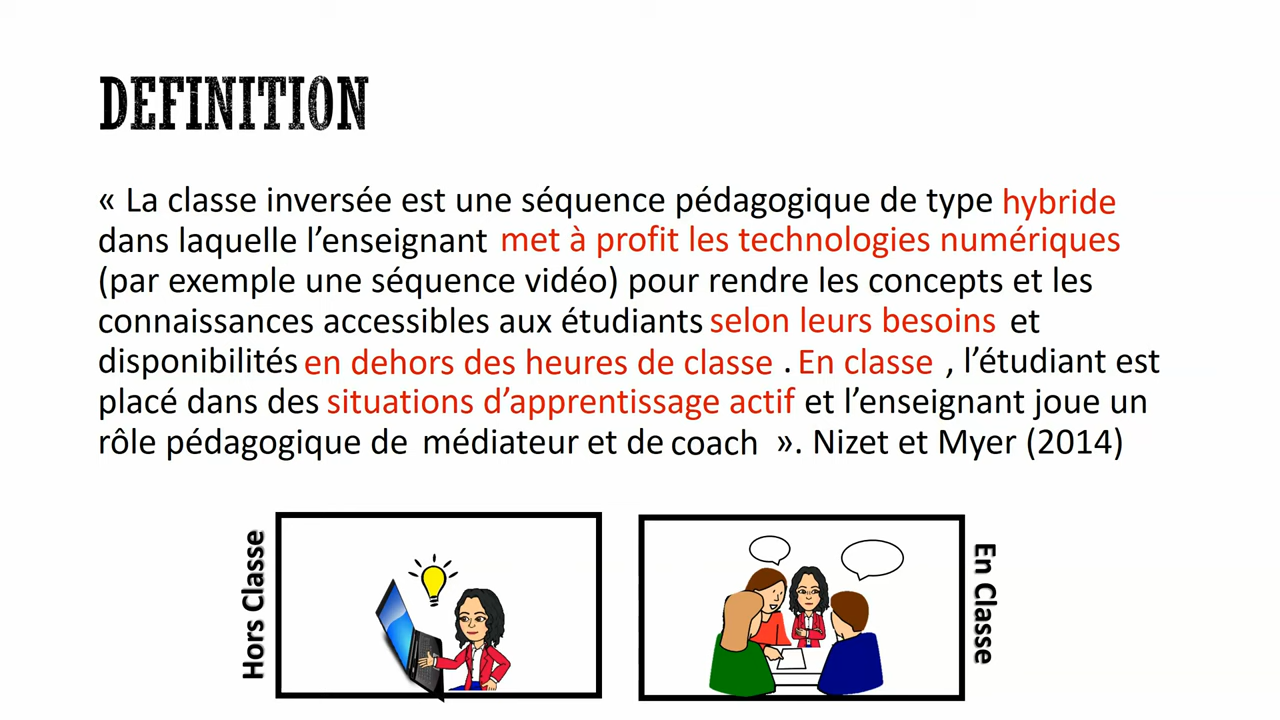 DEFINITION
« La classe inversée est une séquence pédagogique de type hybride
dans laquelle l’enseignant met à profit les technologies numériques
(par exemple une séquence vidéo) pour rendre les concepts et les
connaissances accessibles aux étudiants selon leurs besoins et
disponibilités en dehors des heures de classe . En classe , l’étudiant est
placé dans des situations d’apprentissage actif et l’enseignant joue un
rôle pédagogique de médiateur et de coach ». Nizet et Myer (2014)
Hors Classe
En Classe